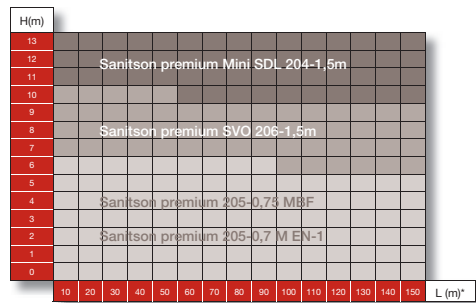 H(m)
13
12
Sanitson premium Mini SDL 204-1,5m
11
10
9
8
Sanitson premium SVO 206-1,5m
7
6
5
4
Sanitson premium 205-0,75 MBF
3
2
Sanitson premium 205-0,7 M EN-1
1
0
10 20 30 40 50 60 70 80 90 100 110 120 130 140 150 L (m)*